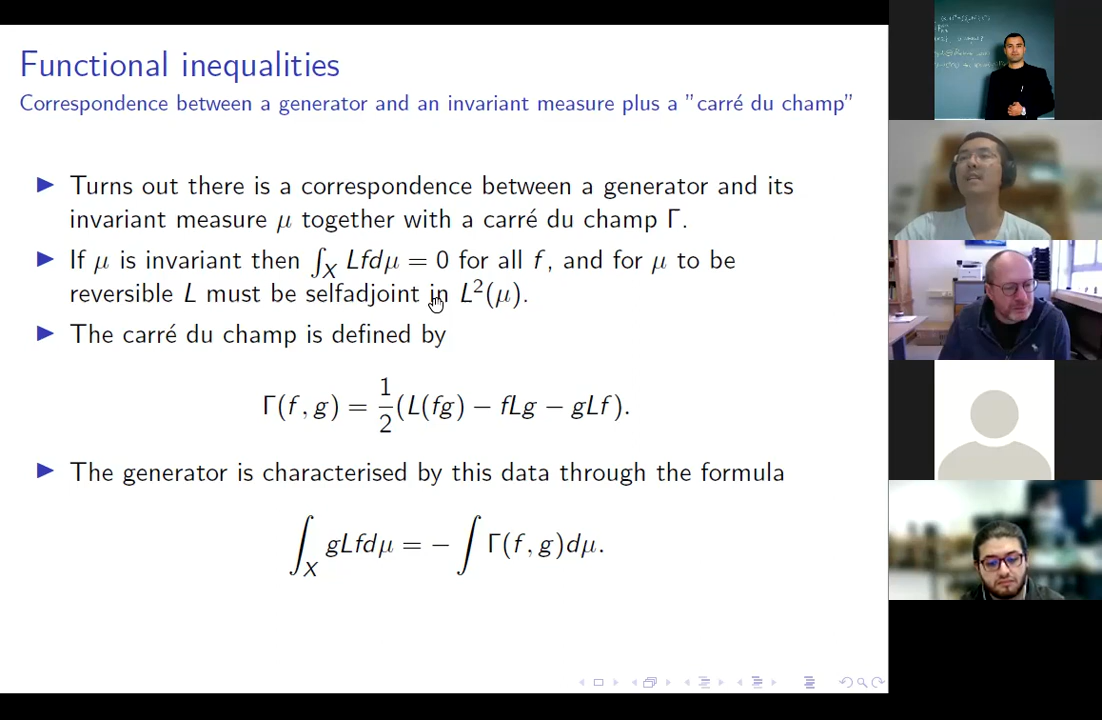 Functional inequalities
Correspondence between a generator and an invariant measure plus a "carré du champ"
Turns out there is a correspondence between a generator and its
invariant measure μ together with a carré du champ Γ.
If μ is invariant then ∫_X Lfdμ = 0 for all f, and for μ to be
reversible L must be selfadjoint in L²(μ).
The carré du champ is defined by
Γ(f, g) = 1/2 (L(fg) − fLg − gLf).
The generator is characterised by this data through the formula
∫_X gLfdμ = − ∫ Γ(f, g)dμ.